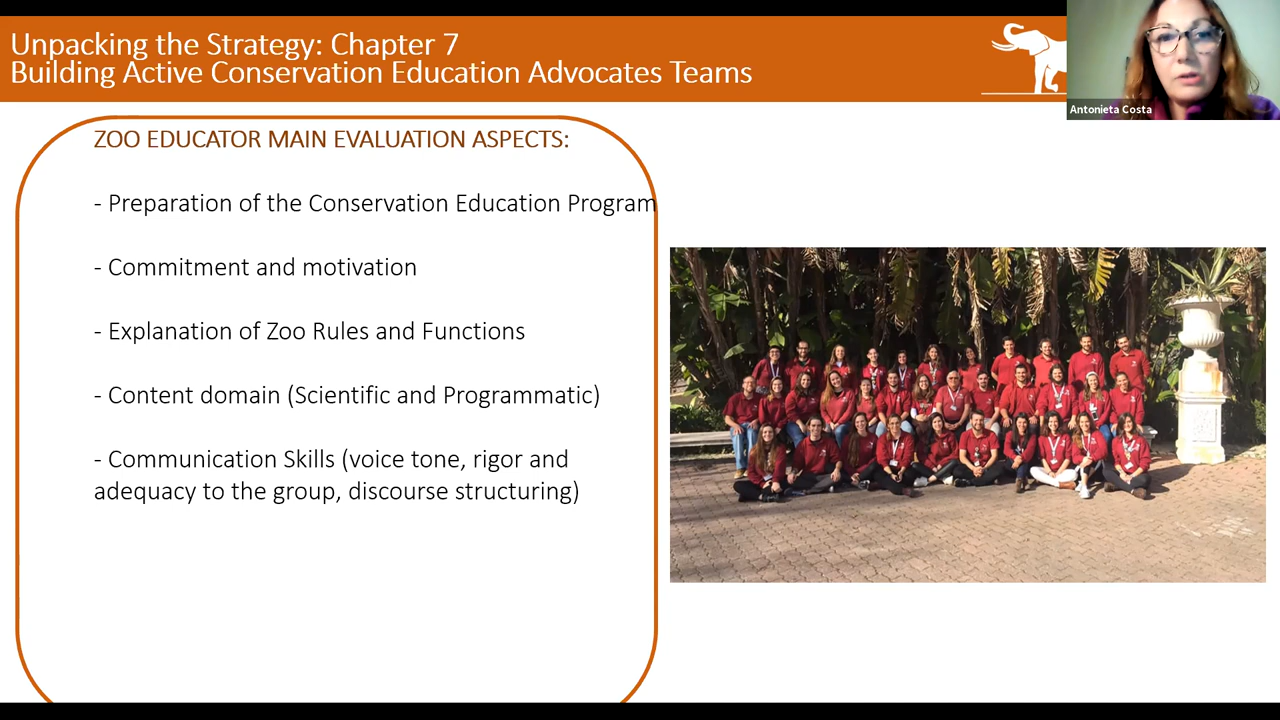 Unpacking the Strategy: Chapter 7
Building Active Conservation Education Advocates Teams
Antonieta Costa
ZOO EDUCATOR MAIN EVALUATION ASPECTS:
- Preparation of the Conservation Education Program
- Commitment and motivation
- Explanation of Zoo Rules and Functions
- Content domain (Scientific and Programmatic)
- Communication Skills (voice tone, rigor and
adequacy to the group, discourse structuring)